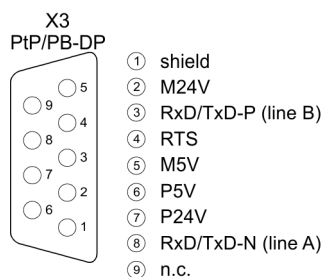 X3
PtP/PB-DP
5
9
4
8
3
7
2
6
1
1 shield
2 M24V
3 RxD/TxD-P (line B)
4 RTS
5 M5V
6 P5V
7 P24V
8 RxD/TxD-N (line A)
9 n.c.